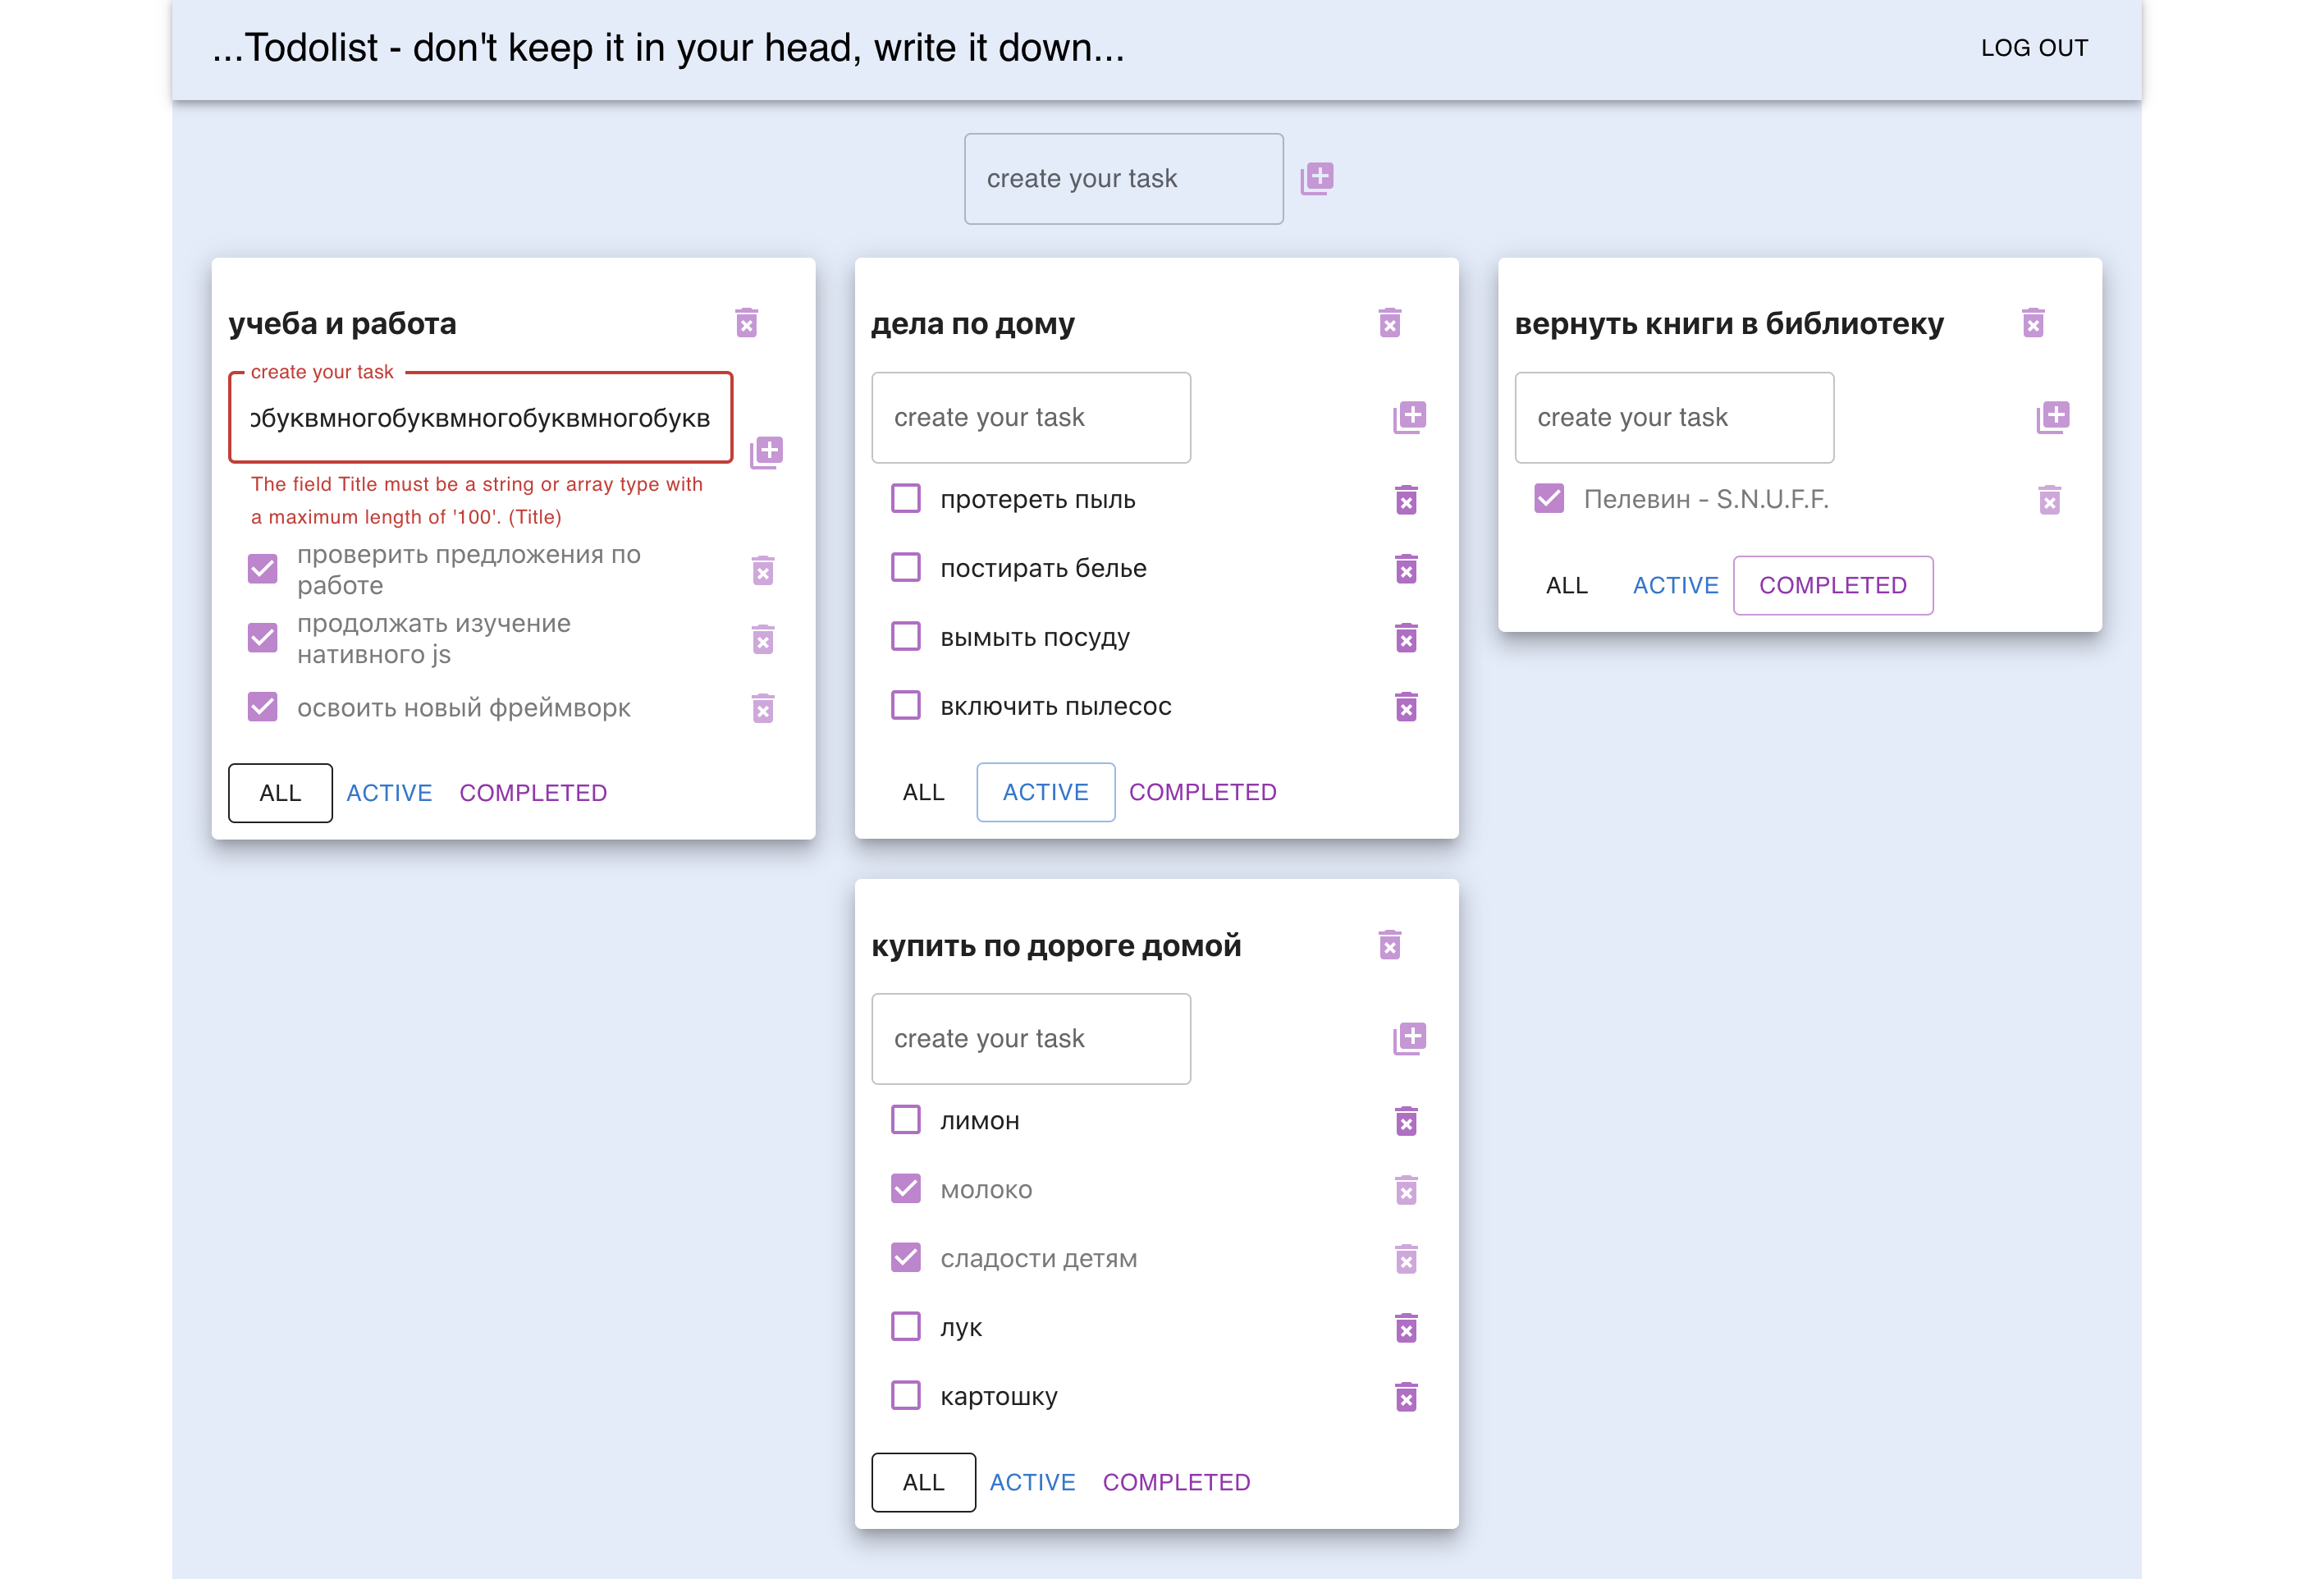 ...Todolist - don't keep it in your head, write it down...
LOG OUT
create your task
учеба и работа
create your task
обуквмногобуквмногобуквмногобукв
The field Title must be a string or array type with
a maximum length of '100'. (Title)
проверить предложения по
работе
продолжать изучение
нативного js
освоить новый фреймворк
ALL ACTIVE COMPLETED
дела по дому
create your task
протереть пыль
постирать белье
вымыть посуду
включить пылесос
ALL ACTIVE COMPLETED
вернуть книги в библиотеку
create your task
Пелевин - S.N.U.F.F.
ALL ACTIVE COMPLETED
купить по дороге домой
create your task
лимон
молоко
сладости детям
лук
картошку
ALL ACTIVE COMPLETED